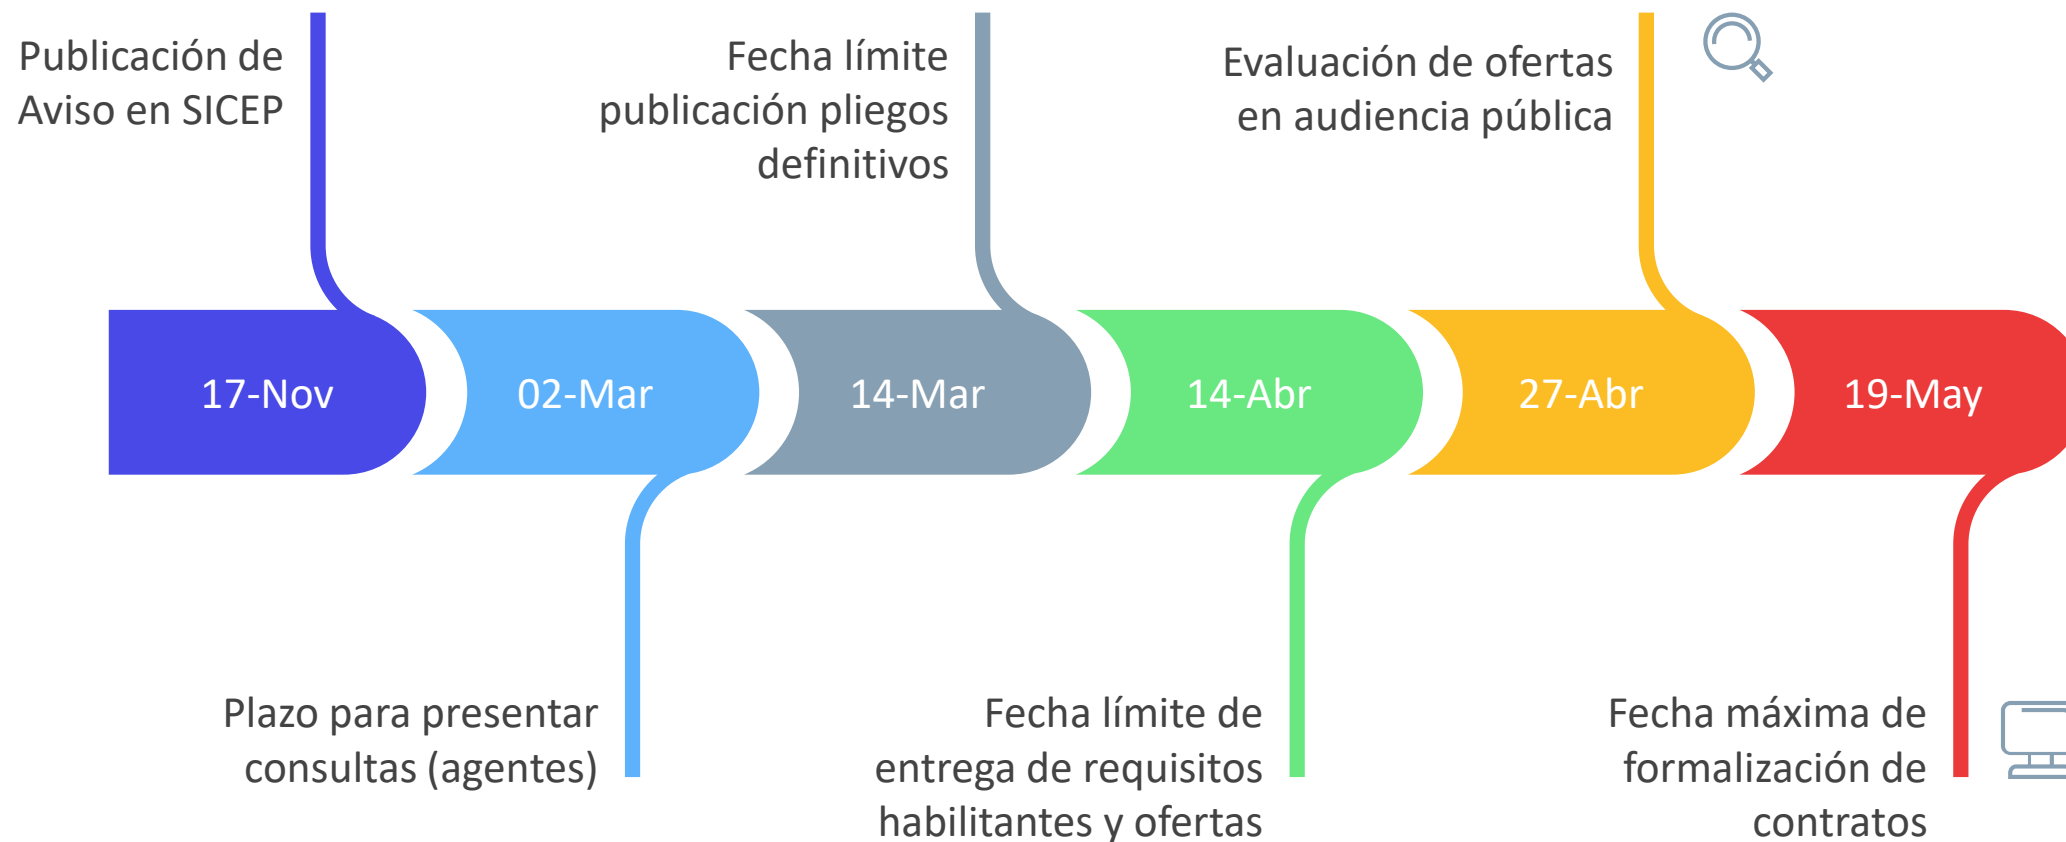 Publicación de
Aviso en SICEP
Fecha límite
publicación pliegos
definitivos
Evaluación de ofertas
en audiencia pública
17-Nov
02-Mar
14-Mar
14-Abr
27-Abr
19-May
Plazo para presentar
consultas (agentes)
Fecha límite de
entrega de requisitos
habilitantes y ofertas
Fecha máxima de
formalización de
contratos